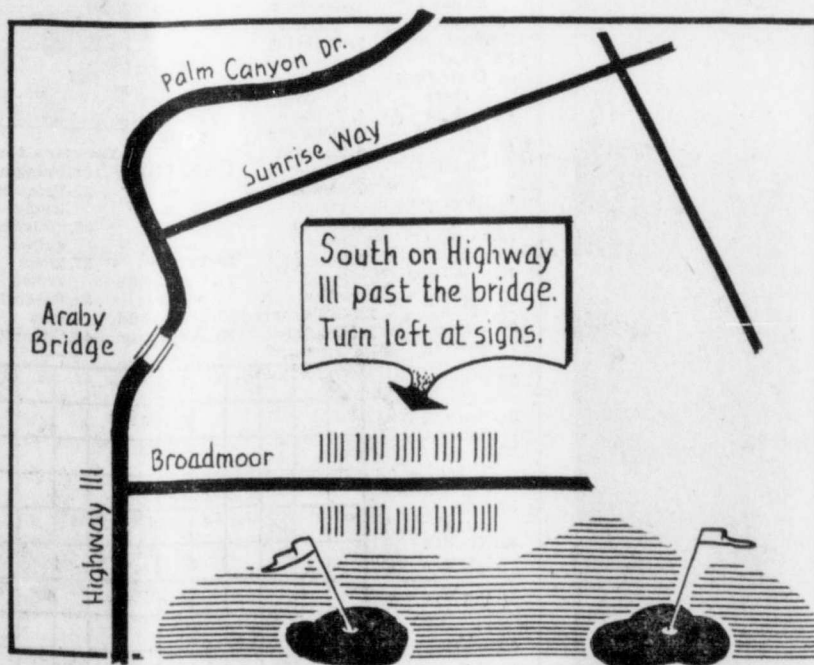 Palm Canyon Dr.
Sunrise Way
South on Highway
111 past the bridge.
Turn left at signs.
Araby
Bridge
Broadmoor
Highway 111